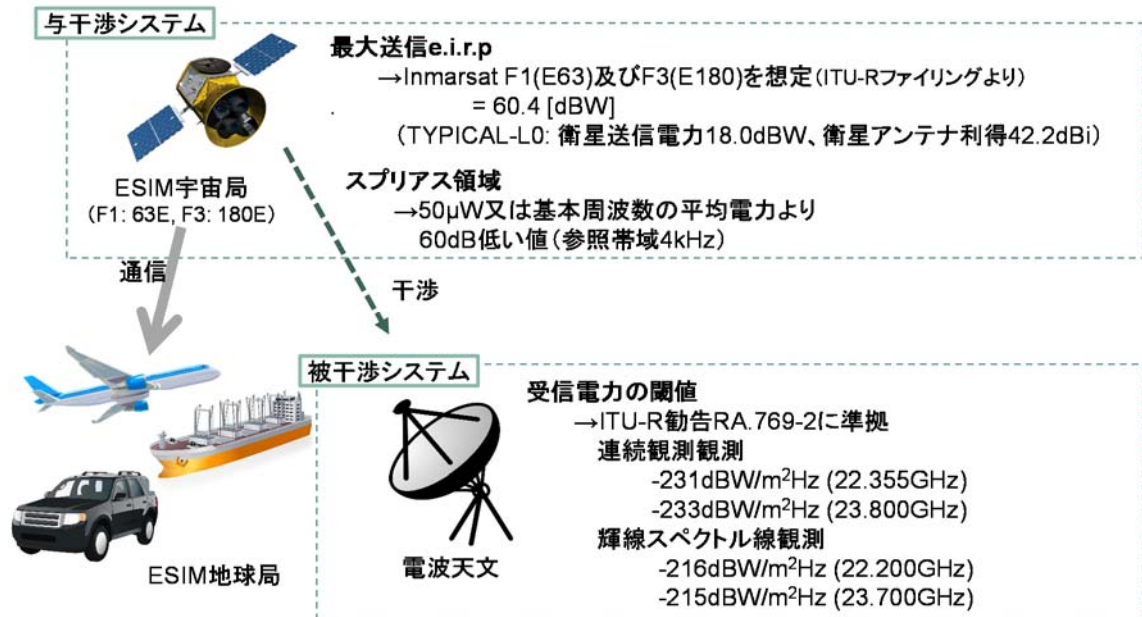 与干渉システム
最大送信e.i.r.p
→Inmarsat F1(E63)及びF3(E180)を想定(ITU-Rファイリングより)
= 60.4 [dBW]
(TYPICAL-L0: 衛星送信電力18.0dBW、衛星アンテナ利得42.2dBi)
ESIM宇宙局
(F1: 63E, F3: 180E)
スプリアス領域
→50μW又は基本周波数の平均電力より
60dB低い値(参照帯域4kHz)
通信
干渉
被干渉システム
受信電力の閾値
→ITU-R勧告RA.769-2に準拠
連続観測観測
-231dBW/m²Hz (22.355GHz)
-233dBW/m²Hz (23.800GHz)
輝線スペクトル線観測
-216dBW/m²Hz (22.200GHz)
-215dBW/m²Hz (23.700GHz)
電波天文
ESIM地球局